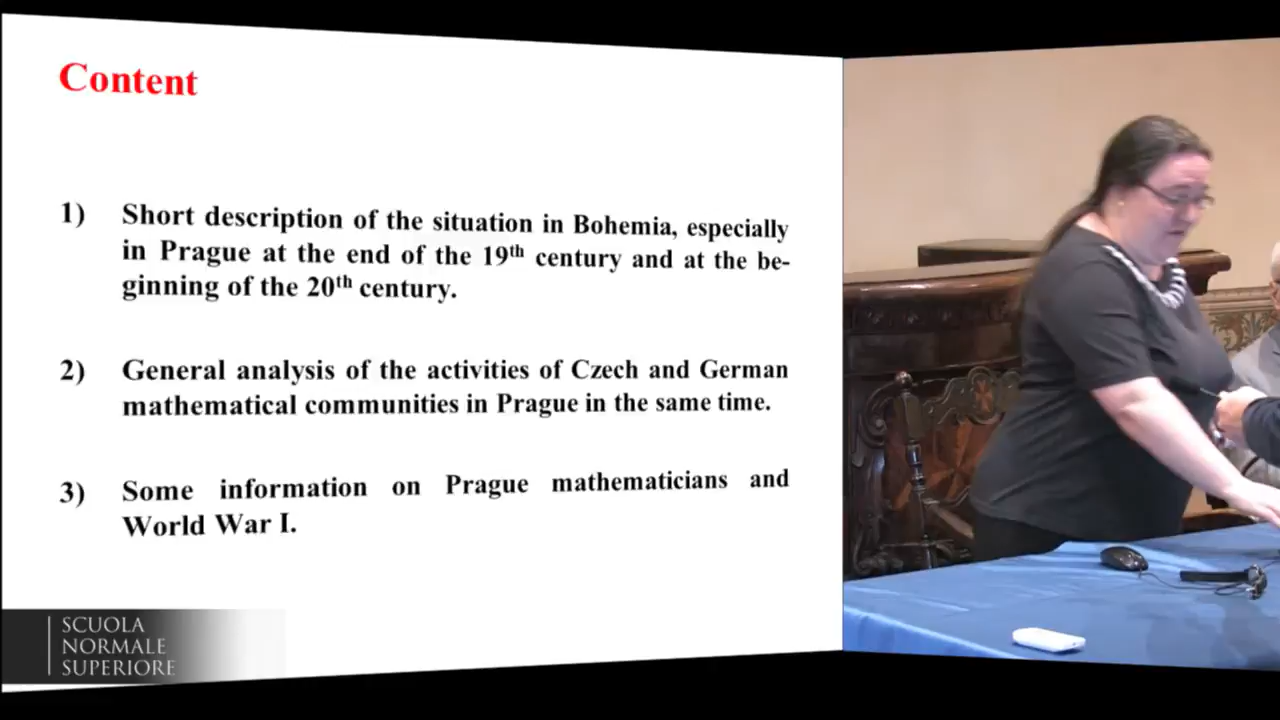 Content
1) Short description of the situation in Bohemia, especially
in Prague at the end of the 19th century and at the be-
ginning of the 20th century.
2) General analysis of the activities of Czech and German
mathematical communities in Prague in the same time.
3) Some information on Prague mathematicians and
World War I.
SCUOLA
NORMALE
SUPERIORE